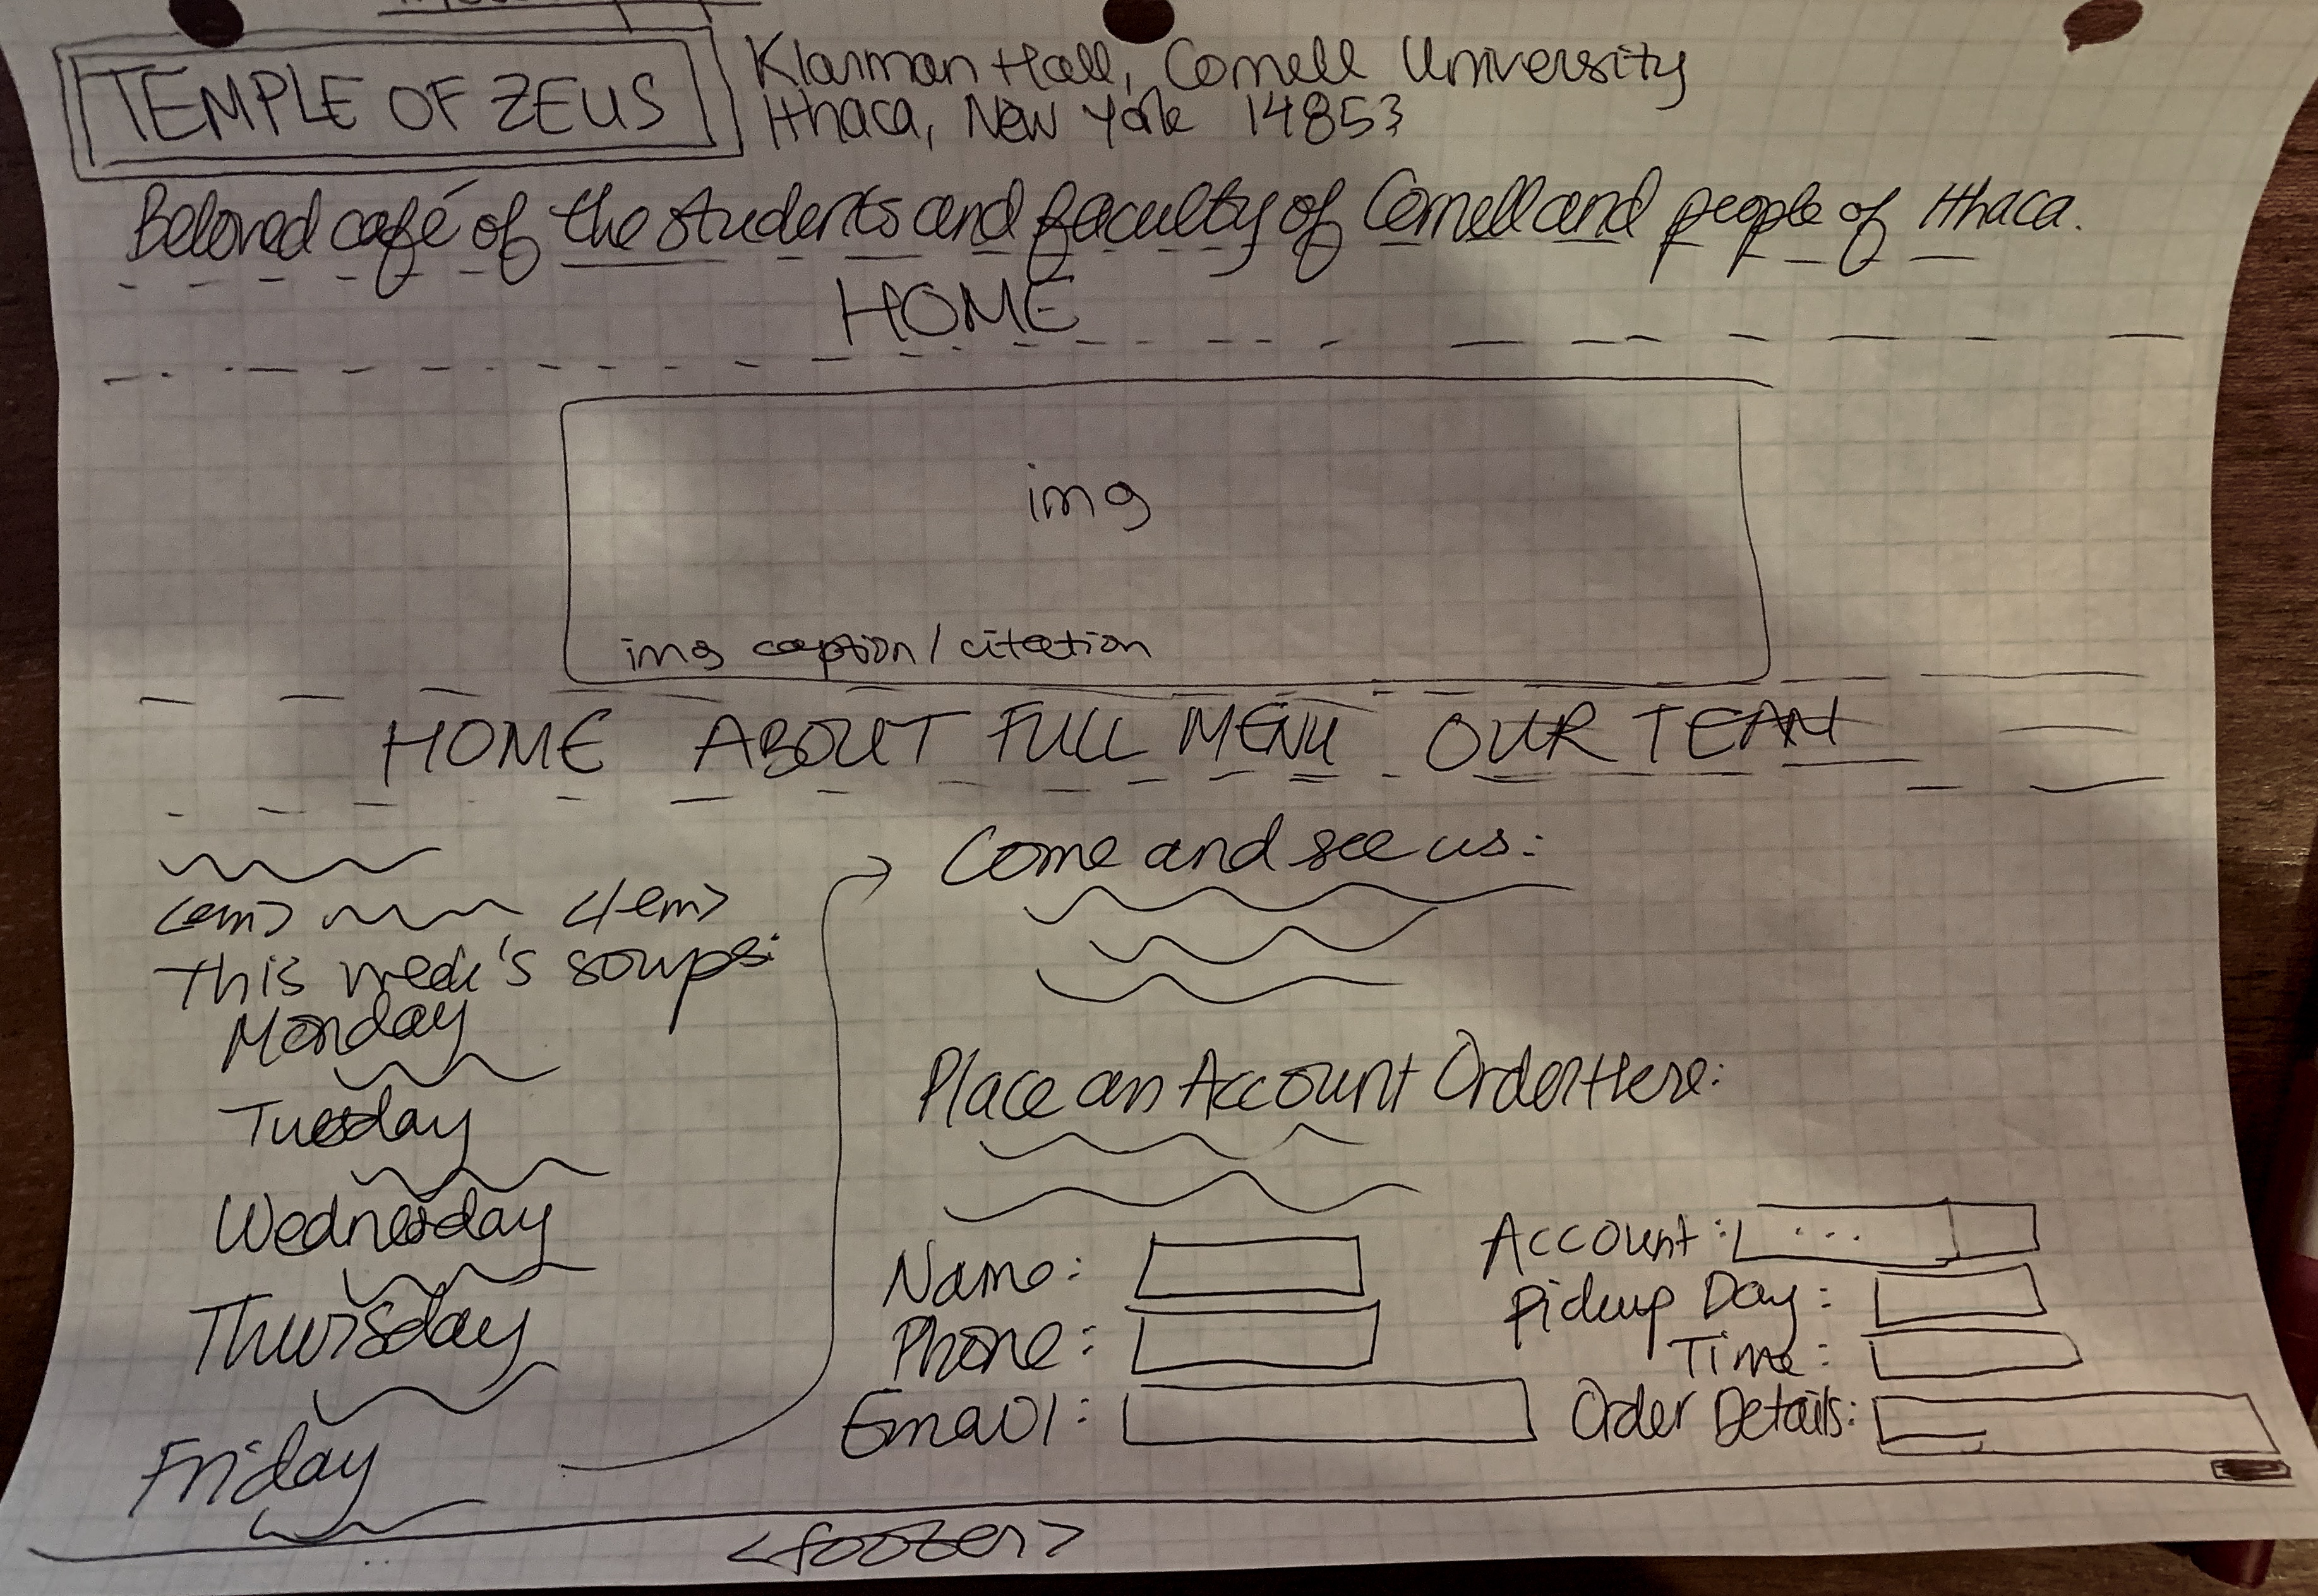 TEMPLE OF ZEUS
Klarman Hall, Cornell University
Ithaca, New York 14853
Beloved café of the students and faculty of Cornell and people of Ithaca.
HOME
img
img caption/citation
HOME ABOUT FULL MENU OUR TEAM
<em> </em>
This week's soups:
Monday
Tuesday
Wednesday
Thursday
Friday
Come and see us:
Place an Account Order Here:
Name:
Phone:
Email:
Account: ...
Pickup Day:
Time:
Order Details:
<footer>